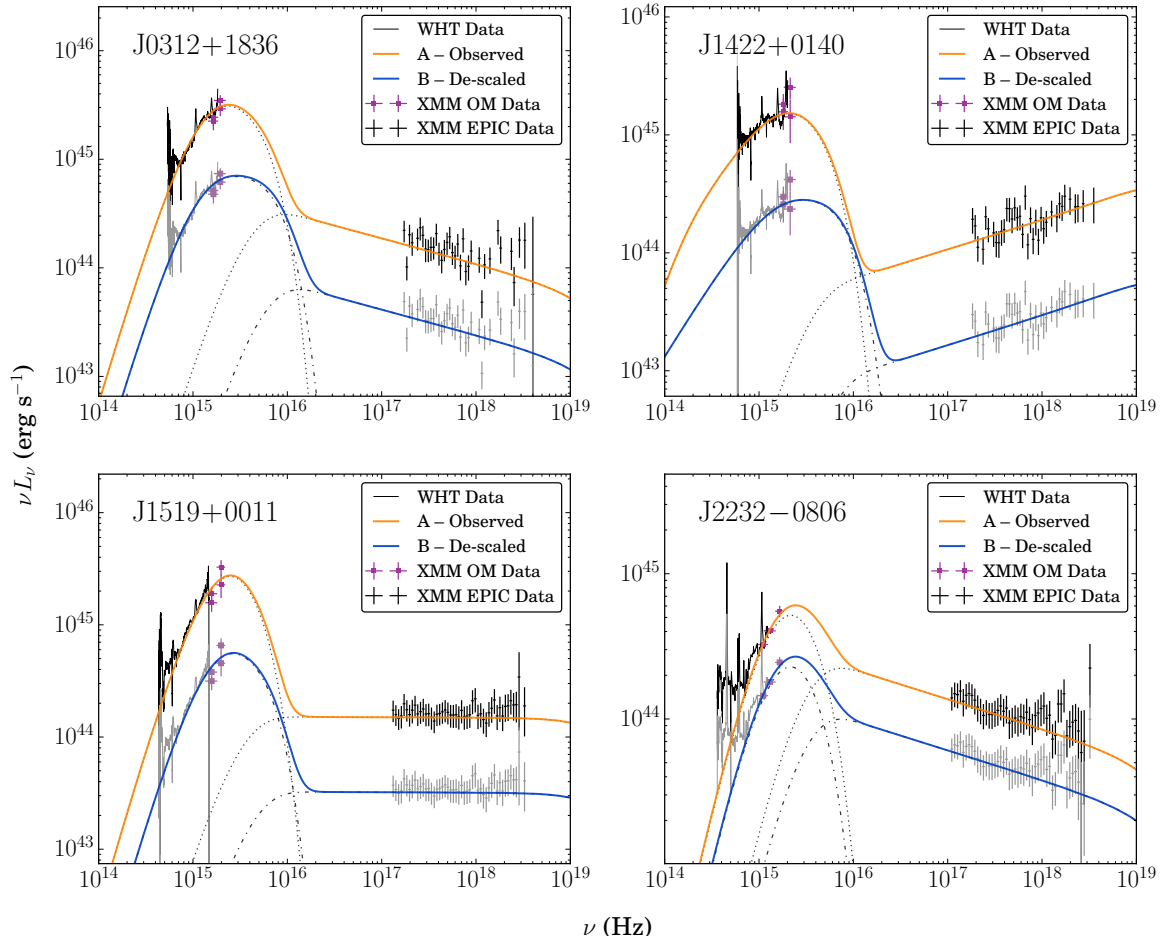 J0312+1836
WHT Data
A – Observed
B – De-scaled
XMM OM Data
XMM EPIC Data
10^46
10^45
10^44
10^43
10^14 10^15 10^16 10^17 10^18 10^19
J1422+0140
WHT Data
A – Observed
B – De-scaled
XMM OM Data
XMM EPIC Data
10^46
10^45
10^44
10^43
10^14 10^15 10^16 10^17 10^18 10^19
νL_ν (erg s⁻¹)
J1519+0011
WHT Data
A – Observed
B – De-scaled
XMM OM Data
XMM EPIC Data
10^46
10^45
10^44
10^43
10^14 10^15 10^16 10^17 10^18 10^19
J2232−0806
WHT Data
A – Observed
B – De-scaled
XMM OM Data
XMM EPIC Data
10^45
10^44
10^14 10^15 10^16 10^17 10^18 10^19
ν (Hz)